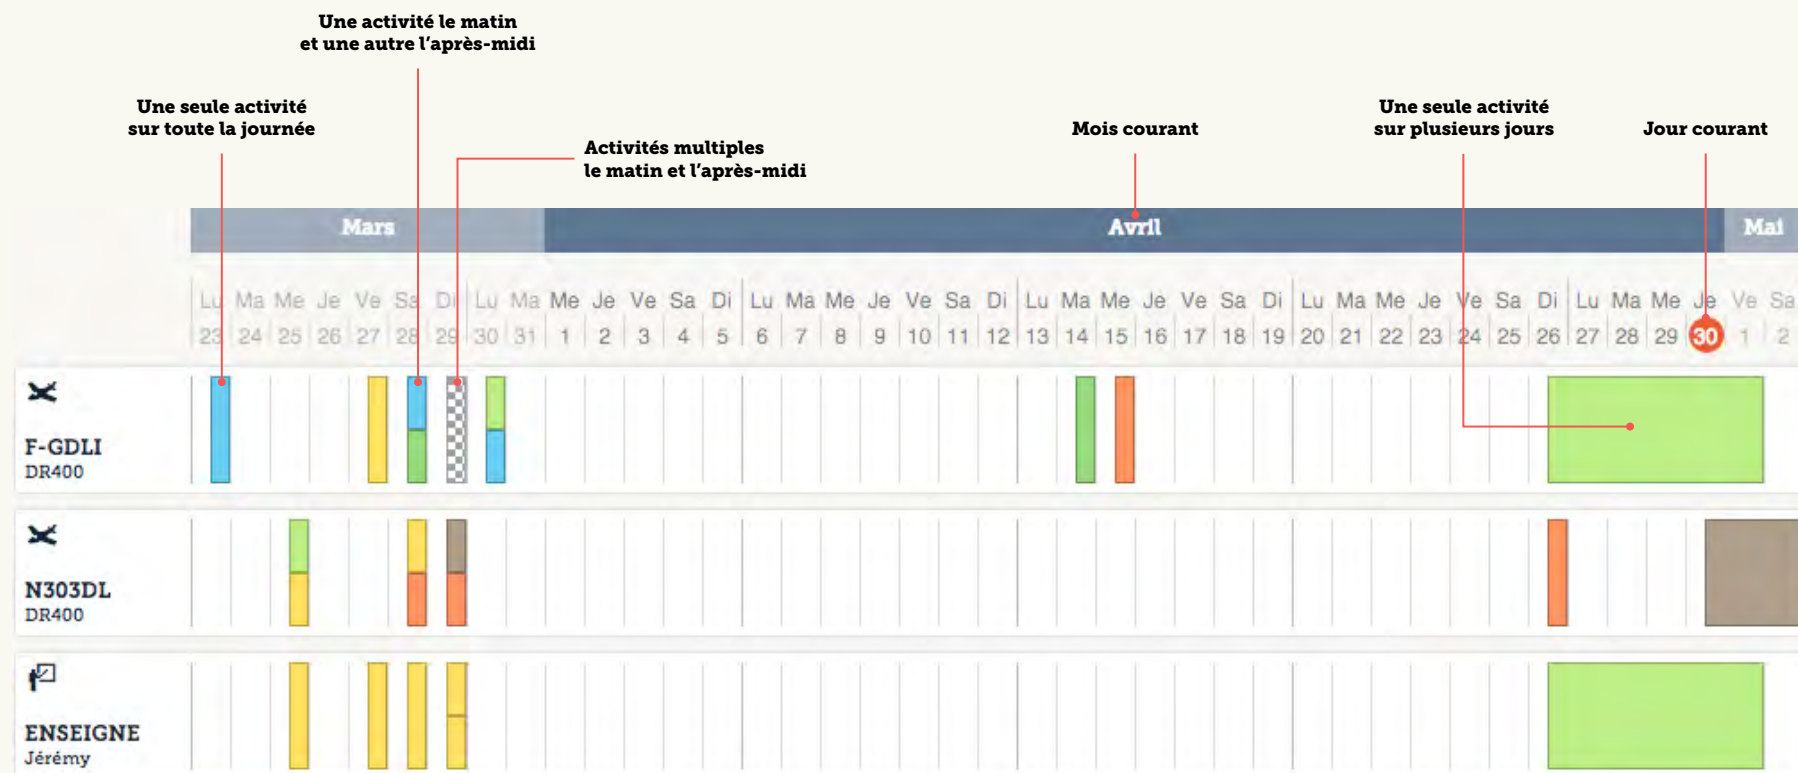 Une activité le matin
et une autre l’après-midi
Une seule activité
sur toute la journée
Activités multiples
le matin et l’après-midi
Mois courant
Une seule activité
sur plusieurs jours
Jour courant
Mars Avril Mai
Lu Ma Me Je Ve Sa Di Lu Ma Me Je Ve Sa Di Lu Ma Me Je Ve Sa Di Lu Ma Me Je Ve Sa Di Lu Ma Me Je Ve Sa Di Lu Ma Me Je Ve Sa
23 24 25 26 27 28 29 30 31 1 2 3 4 5 6 7 8 9 10 11 12 13 14 15 16 17 18 19 20 21 22 23 24 25 26 27 28 29 30 1 2
F-GDLI
DR400
N303DL
DR400
ENSEIGNE
Jérémy